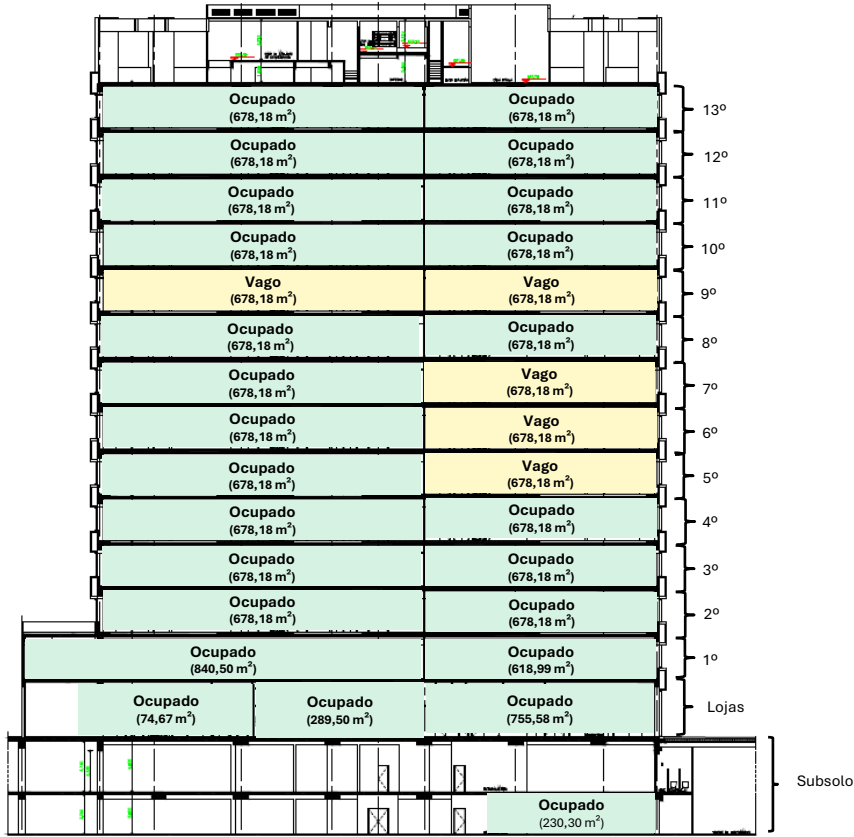 Ocupado
(678,18 m²)
Ocupado
(678,18 m²)
13º
Ocupado
(678,18 m²)
Ocupado
(678,18 m²)
12º
Ocupado
(678,18 m²)
Ocupado
(678,18 m²)
11º
Ocupado
(678,18 m²)
Ocupado
(678,18 m²)
10º
Vago
(678,18 m²)
Vago
(678,18 m²)
9º
Ocupado
(678,18 m²)
Ocupado
(678,18 m²)
8º
Ocupado
(678,18 m²)
Vago
(678,18 m²)
7º
Ocupado
(678,18 m²)
Vago
(678,18 m²)
6º
Ocupado
(678,18 m²)
Vago
(678,18 m²)
5º
Ocupado
(678,18 m²)
Ocupado
(678,18 m²)
4º
Ocupado
(678,18 m²)
Ocupado
(678,18 m²)
3º
Ocupado
(678,18 m²)
Ocupado
(678,18 m²)
2º
Ocupado
(840,50 m²)
Ocupado
(618,99 m²)
1º
Ocupado
(74,67 m²)
Ocupado
(289,50 m²)
Ocupado
(755,58 m²)
Lojas
Subsolo
Ocupado
(230,30 m²)